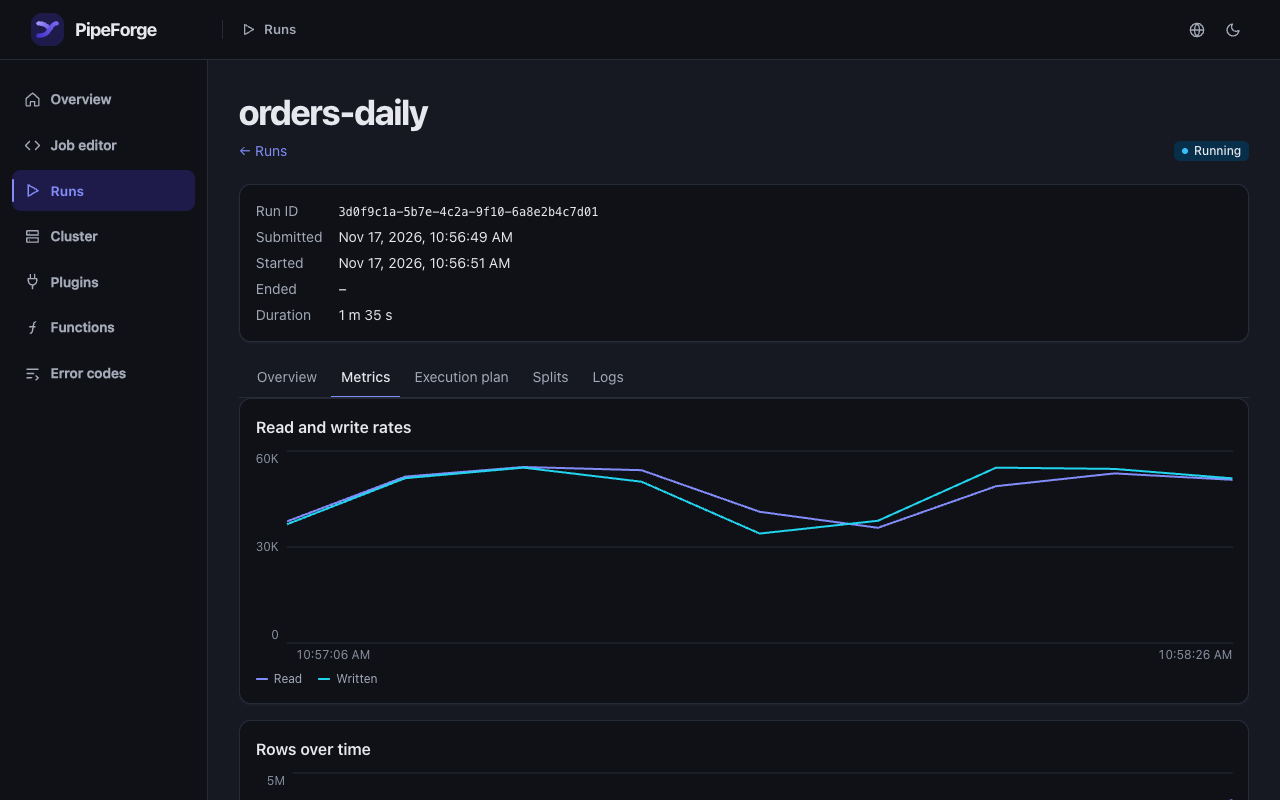 PipeForge
Runs
Overview
Job editor
Runs
Cluster
Plugins
Functions
Error codes
orders-daily
← Runs
Running
Run ID 3d0f9c1a-5b7e-4c2a-9f10-6a8e2b4c7d01
Submitted Nov 17, 2026, 10:56:49 AM
Started Nov 17, 2026, 10:56:51 AM
Ended –
Duration 1 m 35 s
Overview Metrics Execution plan Splits Logs
Read and write rates
60K
30K
0
10:57:06 AM 10:58:26 AM
Read Written
Rows over time
5M